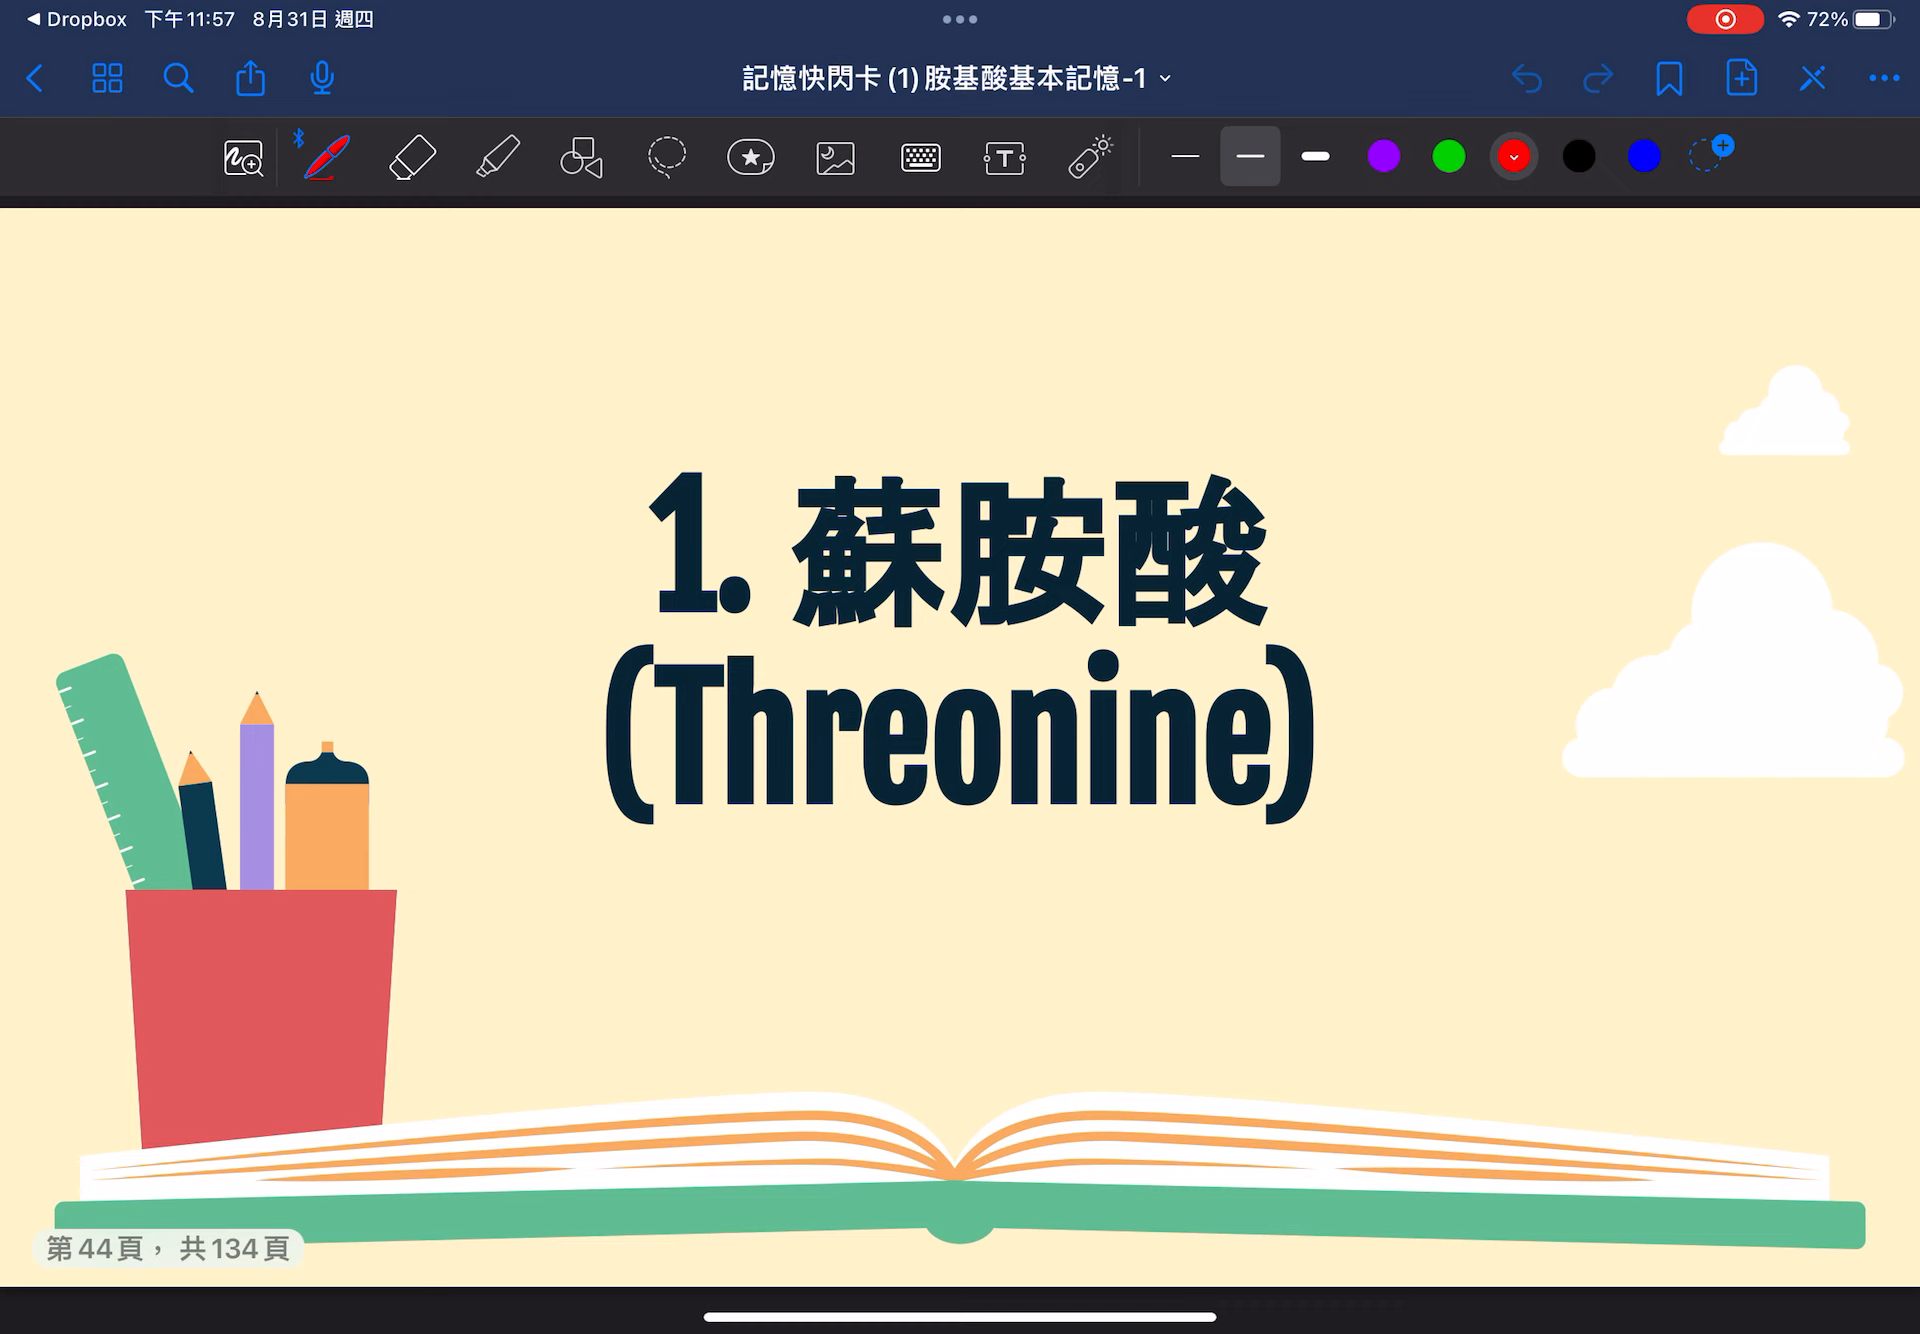 Dropbox 下午11:57 8月31日 週四
72%
記憶快閃卡 (1) 胺基酸基本記憶-1
T
1. 蘇胺酸
(Threonine)
第44頁， 共134頁